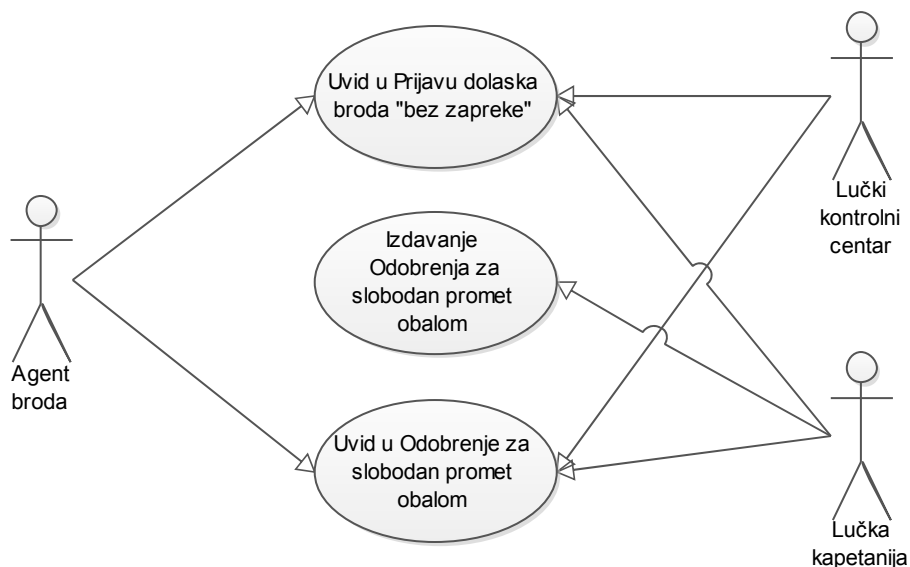 Uvid u Prijavu dolaska
broda "bez zapreke"
Lučki
kontrolni
centar
Izdavanje
Odobrenja za
slobodan promet
obalom
Agent
broda
Uvid u Odobrenje za
slobodan promet
obalom
Lučka
kapetanija